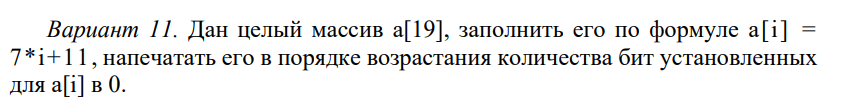 Вариант 11. Дан целый массив a[19], заполнить его по формуле a[i] =
7*i+11, напечатать его в порядке возрастания количества бит установленных
для a[i] в 0.